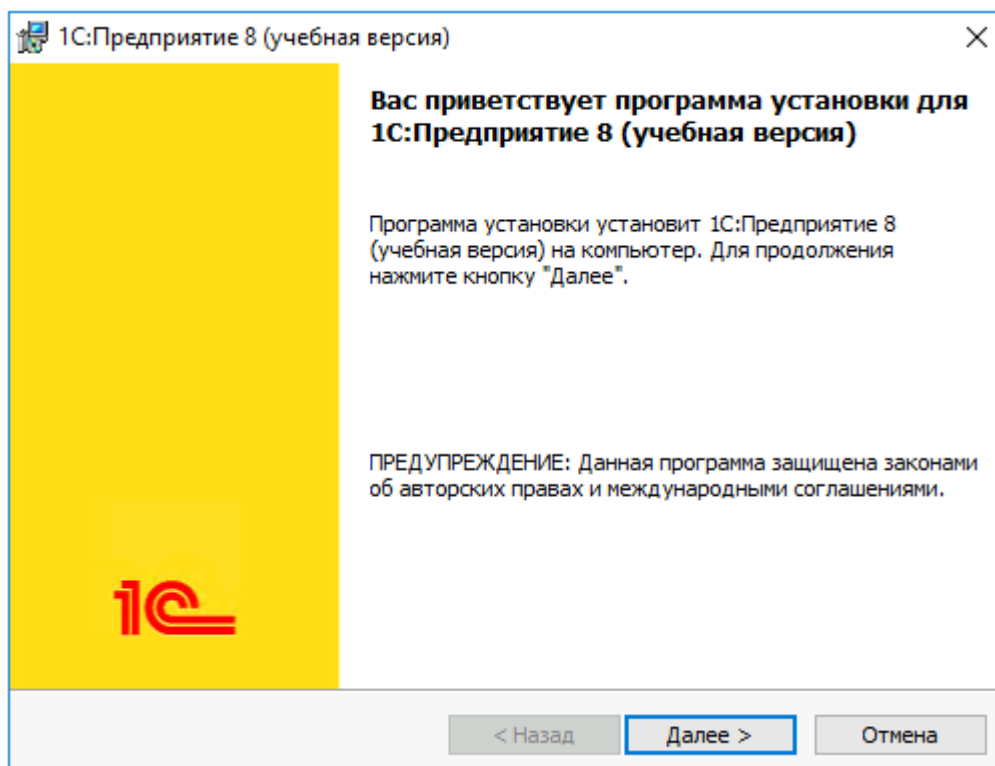 1С:Предприятие 8 (учебная версия)
Вас приветствует программа установки для
1С:Предприятие 8 (учебная версия)
Программа установки установит 1С:Предприятие 8
(учебная версия) на компьютер. Для продолжения
нажмите кнопку "Далее".
ПРЕДУПРЕЖДЕНИЕ: Данная программа защищена законами
об авторских правах и международными соглашениями.
1С
< Назад
Далее >
Отмена